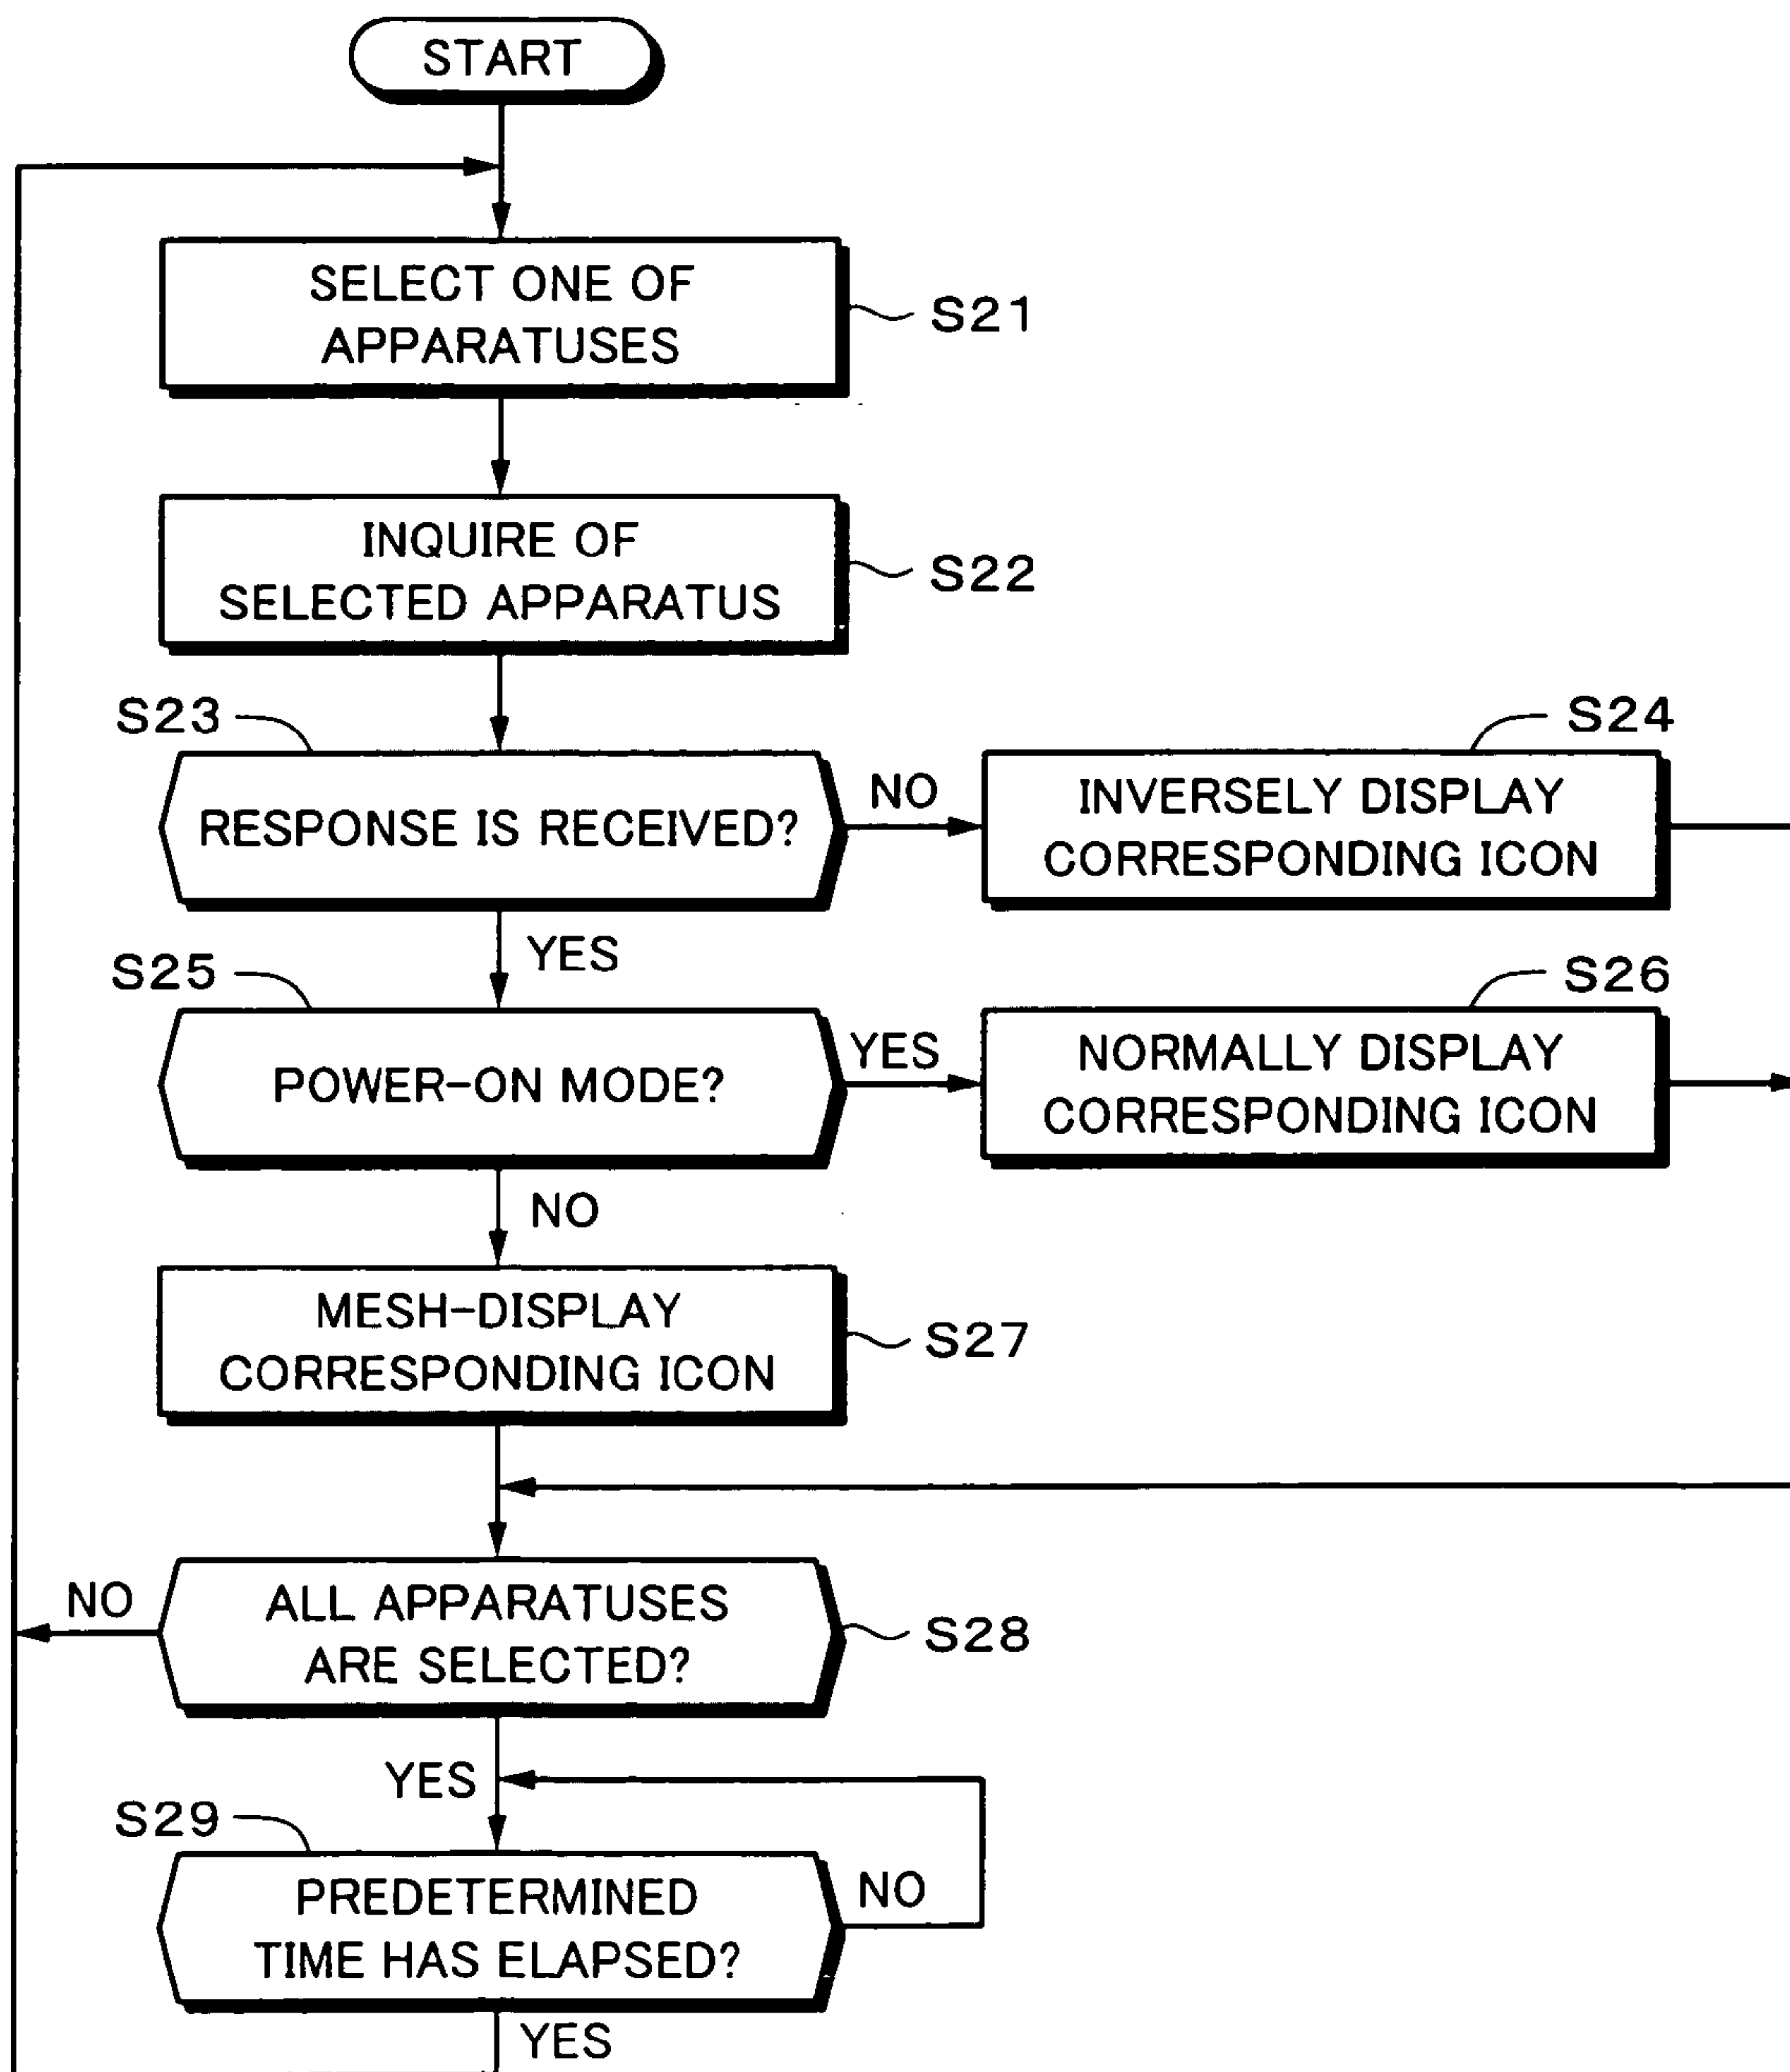 START
SELECT ONE OF
APPARATUSES
S21
INQUIRE OF
SELECTED APPARATUS
S22
S23
RESPONSE IS RECEIVED?
NO
S24
INVERSELY DISPLAY
CORRESPONDING ICON
YES
S25
POWER-ON MODE?
YES
S26
NORMALLY DISPLAY
CORRESPONDING ICON
NO
MESH-DISPLAY
CORRESPONDING ICON
S27
NO
ALL APPARATUSES
ARE SELECTED?
S28
YES
S29
PREDETERMINED
TIME HAS ELAPSED?
NO
YES